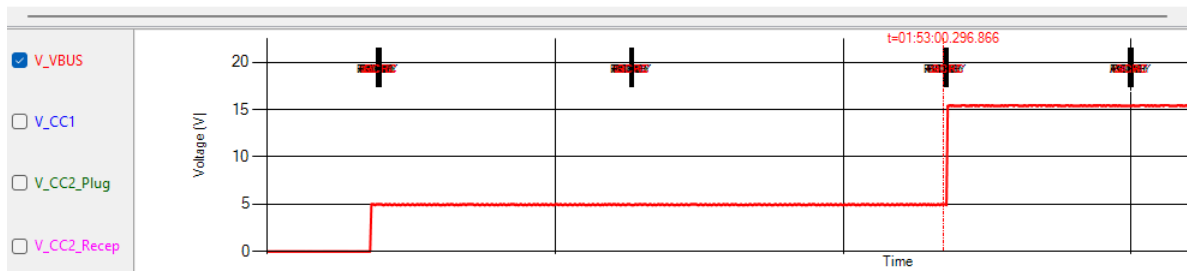 V_VBUS
V_CC1
V_CC2_Plug
V_CC2_Recep
t=01:53:00.296.866
20
15
10
5
0
Voltage (V)
Time